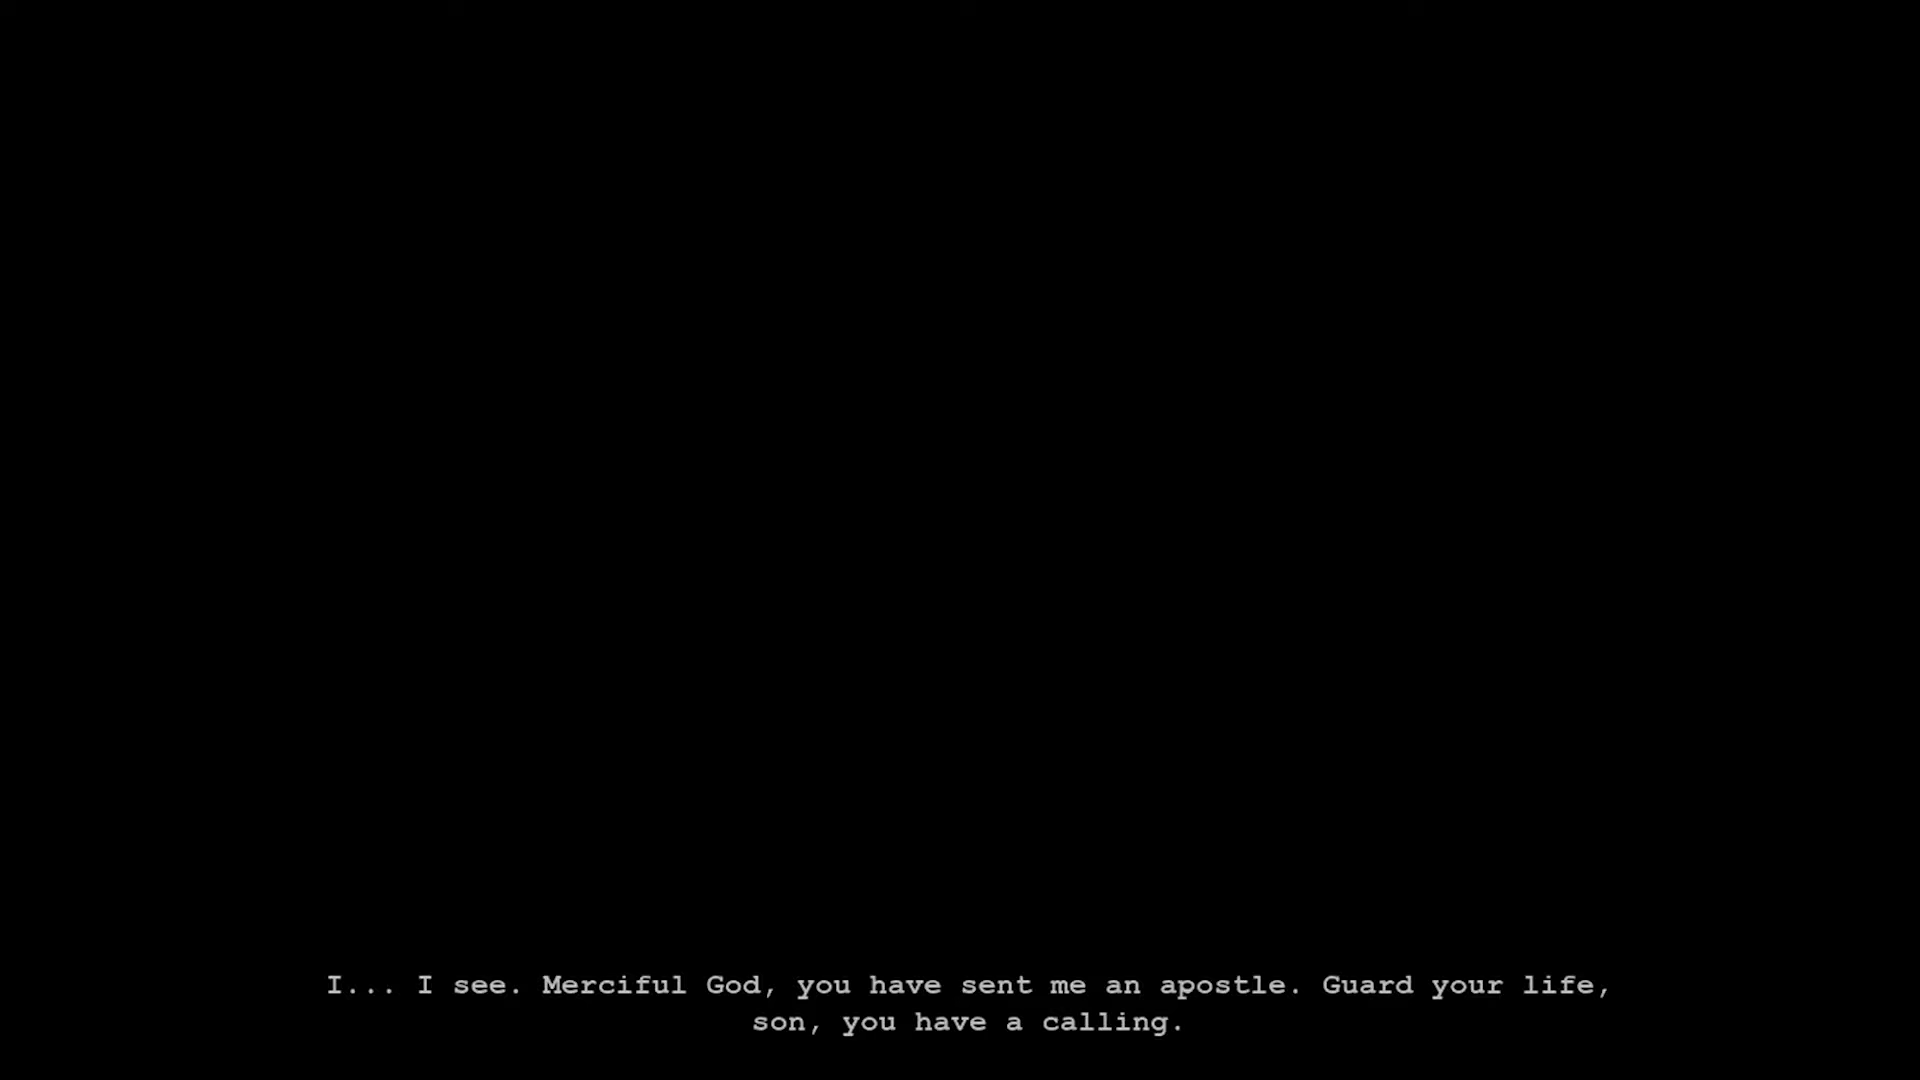 I... I see. Merciful God, you have sent me an apostle. Guard your life,
son, you have a calling.